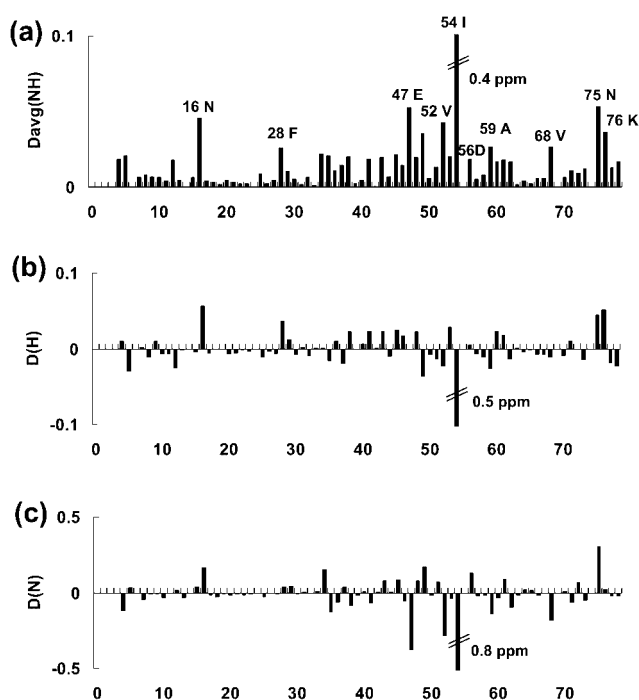 (a)
Davg(NH)
0.1
0
54 I
0.4 ppm
16 N
28 F
47 E
52 V
56D
59 A
68 V
75 N
76 K
0 10 20 30 40 50 60 70
(b)
D(H)
0.1
0
-0.1
0.5 ppm
0 10 20 30 40 50 60 70
(c)
D(N)
0.5
0
-0.5
0.8 ppm
0 10 20 30 40 50 60 70